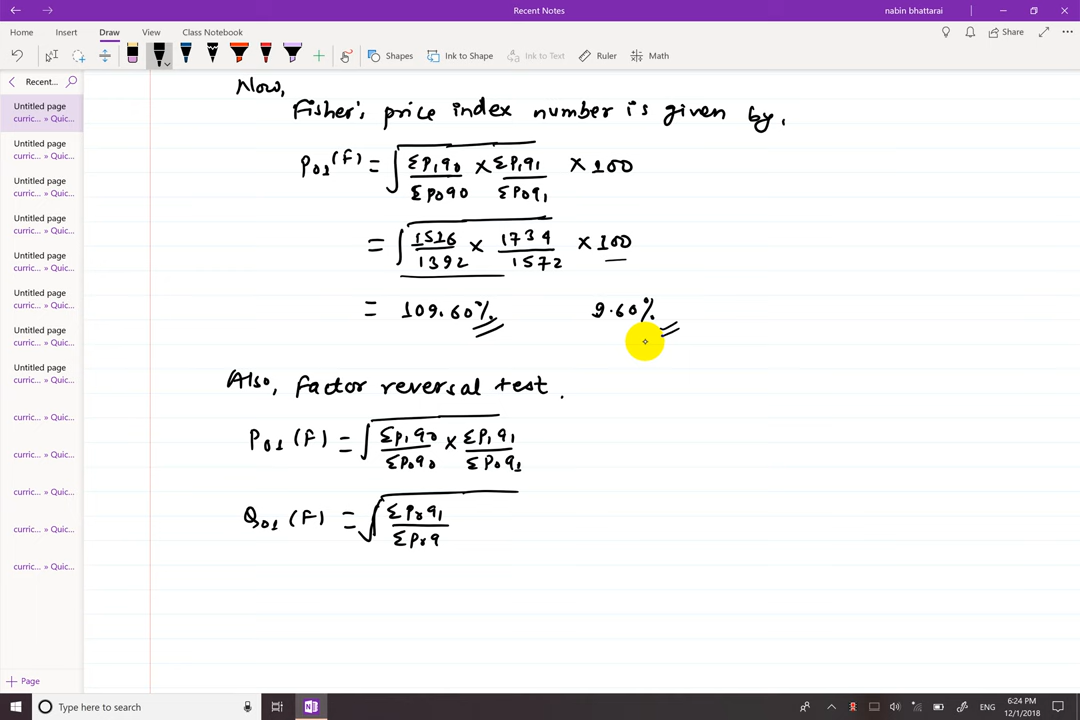 Recent Notes
nabin bhattarai
Home Insert Draw View Class Notebook
Share
Shapes Ink to Shape Ink to Text Ruler Math
Recent...
Untitled page
curric... » Quic...
Untitled page
curric... » Quic...
Untitled page
curric... » Quic...
Untitled page
curric... » Quic...
Untitled page
curric... » Quic...
Untitled page
curric... » Quic...
Untitled page
curric... » Quic...
Untitled page
curric... » Quic...
curric... » Quic...
curric... » Quic...
curric... » Quic...
curric... » Quic...
curric... » Quic...
+ Page
Now,
Fisher's price index number is given by,
P01(F) = √(Σp1q0/Σp0q0 × Σp1q1/Σp0q1) × 100
= √(1526/1392 × 1734/1572) × 100
= 109.60% 9.60%
Also, Factor reversal test.
P01(F) = √(Σp1q0/Σp0q0 × Σp1q1/Σp0q1)
Q01(F) = √(Σp0q1/Σp0q
Type here to search
ENG
6:24 PM
12/1/2018